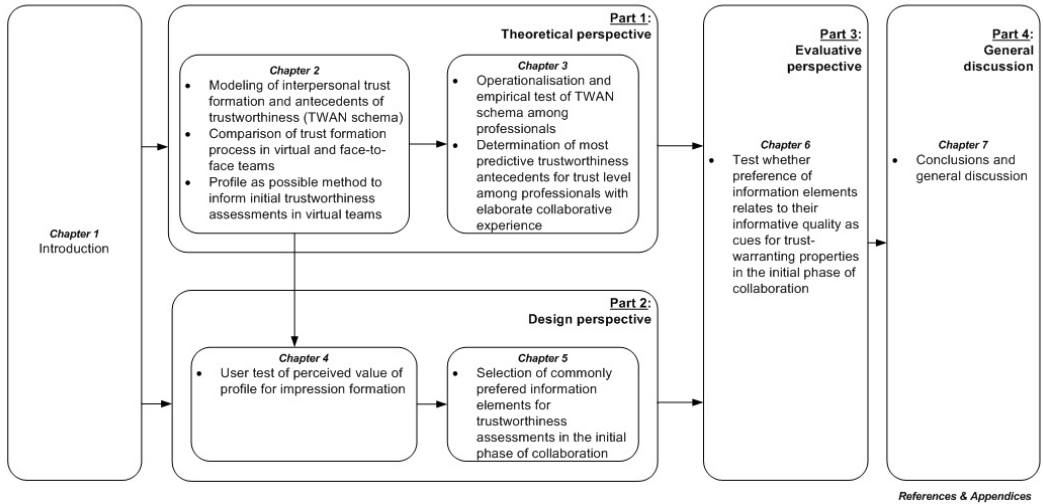 Chapter 1
Introduction
Part 1:
Theoretical perspective
Chapter 2
• Modeling of interpersonal trust
formation and antecedents of
trustworthiness (TWAN schema)
• Comparison of trust formation
process in virtual and face-to-
face teams
• Profile as possible method to
inform initial trustworthiness
assessments in virtual teams
Chapter 3
• Operationalisation and
empirical test of TWAN
schema among
professionals
• Determination of most
predictive trustworthiness
antecedents for trust level
among professionals with
elaborate collaborative
experience
Part 2:
Design perspective
Chapter 4
• User test of perceived value of
profile for impression formation
Chapter 5
• Selection of commonly
prefered information
elements for
trustworthiness
assessments in the initial
phase of collaboration
Part 3:
Evaluative
perspective
Chapter 6
• Test whether
preference of
information elements
relates to their
informative quality as
cues for trust-
warranting properties
in the initial phase of
collaboration
Part 4:
General
discussion
Chapter 7
• Conclusions and
general discussion
References & Appendices